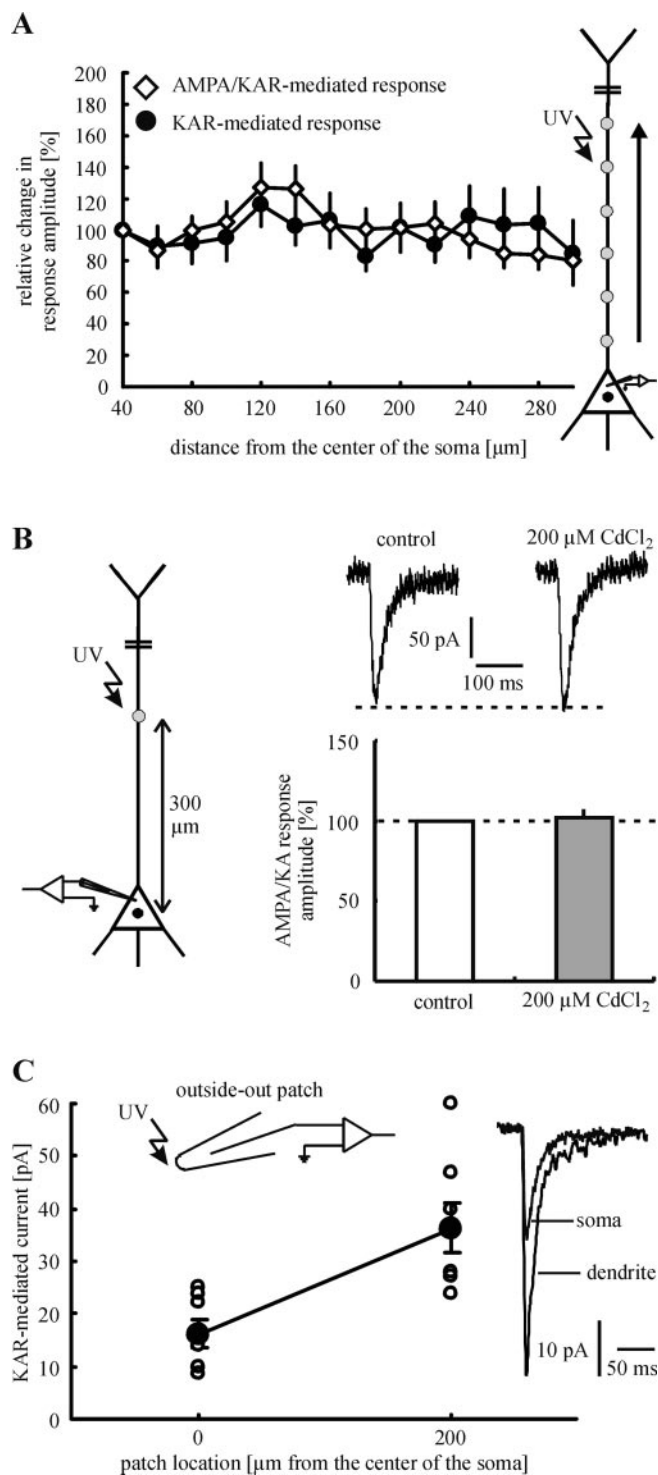 A
200
180
160
140
120
100
80
60
40
20
0
relative change in
response amplitude [%]
AMPA/KAR-mediated response
KAR-mediated response
UV
40 80 120 160 200 240 280
distance from the center of the soma [µm]
B
UV
300
µm
control
200 µM CdCl2
50 pA
100 ms
150
100
50
0
AMPA/KA response
amplitude [%]
control
200 µM CdCl2
C
outside-out patch
UV
60
50
40
30
20
10
0
KAR-mediated current [pA]
soma
dendrite
10 pA
50 ms
0 200
patch location [µm from the center of the soma]